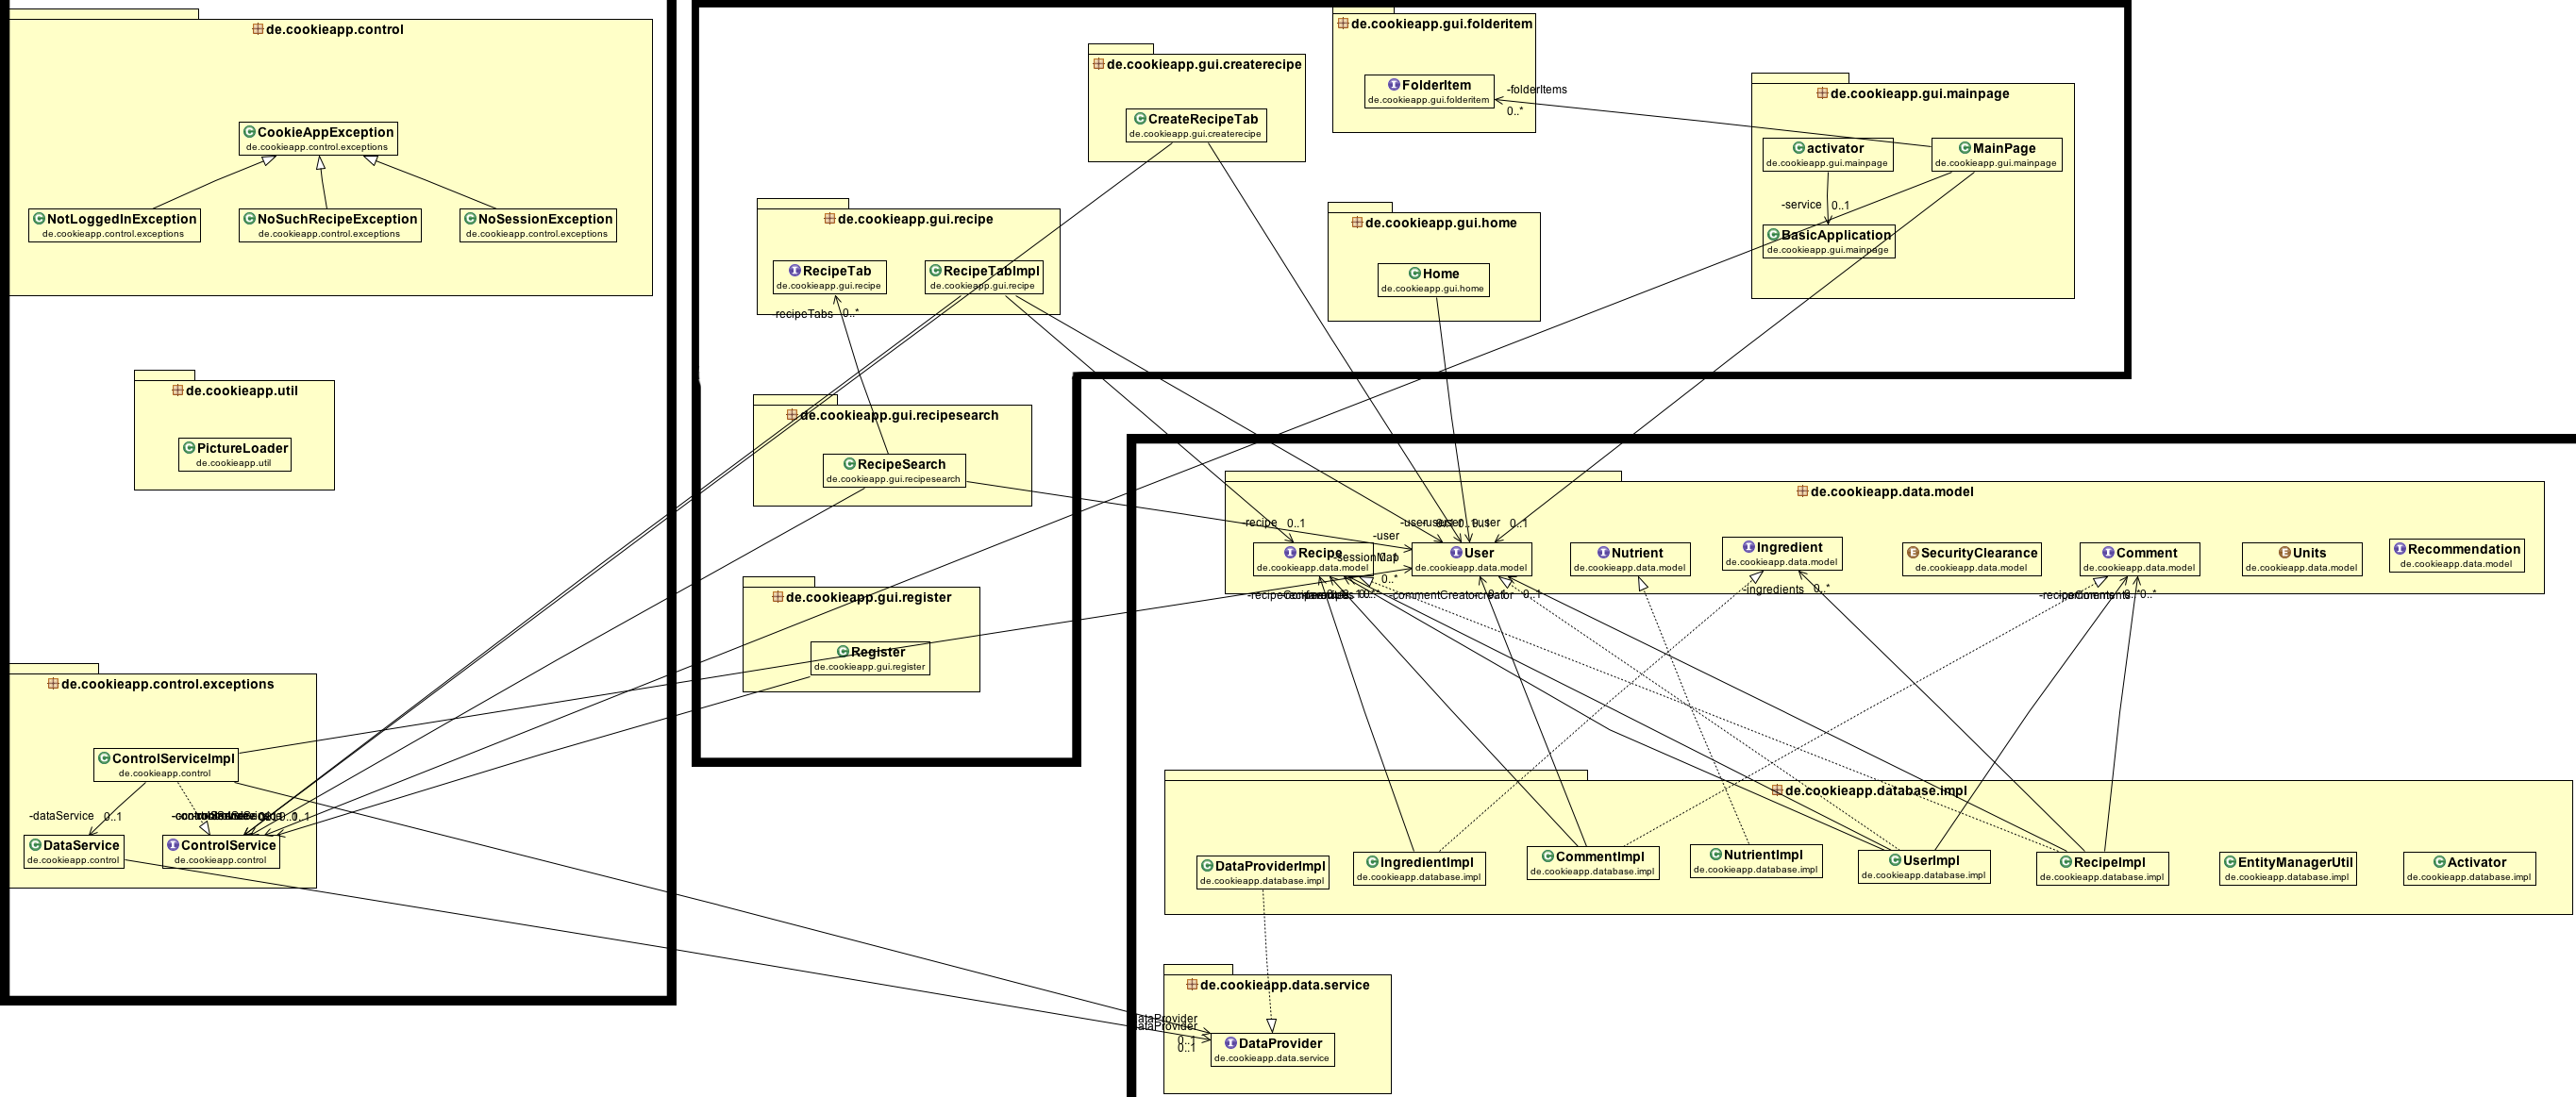 de.cookieapp.control
CookieAppException
de.cookieapp.control.exceptions
NotLoggedInException
de.cookieapp.control.exceptions
NoSuchRecipeException
de.cookieapp.control.exceptions
NoSessionException
de.cookieapp.control.exceptions
de.cookieapp.util
PictureLoader
de.cookieapp.util
de.cookieapp.control.exceptions
ControlServiceImpl
de.cookieapp.control
-dataService 0..1
DataService
de.cookieapp.control
ControlService
de.cookieapp.control
de.cookieapp.gui.folderitem
FolderItem
de.cookieapp.gui.folderitem
-folderItems
0..*
de.cookieapp.gui.createrecipe
CreateRecipeTab
de.cookieapp.gui.createrecipe
de.cookieapp.gui.mainpage
activator
de.cookieapp.gui.mainpage
MainPage
de.cookieapp.gui.mainpage
-service 0..1
BasicApplication
de.cookieapp.gui.mainpage
de.cookieapp.gui.recipe
RecipeTab
de.cookieapp.gui.recipe
RecipeTabImpl
de.cookieapp.gui.recipe
-recipeTabs 0..*
de.cookieapp.gui.home
Home
de.cookieapp.gui.home
de.cookieapp.gui.recipesearch
RecipeSearch
de.cookieapp.gui.recipesearch
de.cookieapp.gui.register
Register
de.cookieapp.gui.register
de.cookieapp.data.model
-recipe 0..1
-user
0..1
Recipe
de.cookieapp.data.model
User
de.cookieapp.data.model
Nutrient
de.cookieapp.data.model
Ingredient
de.cookieapp.data.model
SecurityClearance
de.cookieapp.data.model
Comment
de.cookieapp.data.model
Units
de.cookieapp.data.model
Recommendation
de.cookieapp.data.model
0..*
-ingredients 0..*
de.cookieapp.database.impl
DataProviderImpl
de.cookieapp.database.impl
IngredientImpl
de.cookieapp.database.impl
CommentImpl
de.cookieapp.database.impl
NutrientImpl
de.cookieapp.database.impl
UserImpl
de.cookieapp.database.impl
RecipeImpl
de.cookieapp.database.impl
EntityManagerUtil
de.cookieapp.database.impl
Activator
de.cookieapp.database.impl
de.cookieapp.data.service
DataProvider
de.cookieapp.data.service
0..1
0..1